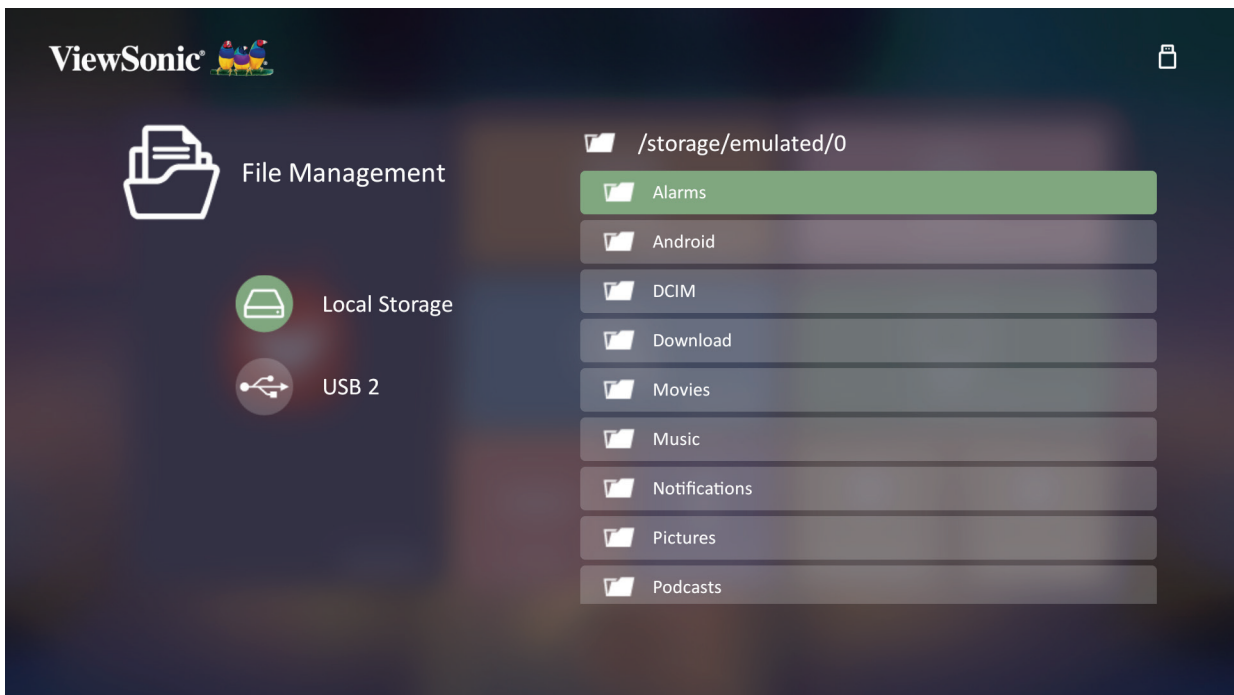 ViewSonic®
File Management
Local Storage
USB 2
/storage/emulated/0
Alarms
Android
DCIM
Download
Movies
Music
Notifications
Pictures
Podcasts